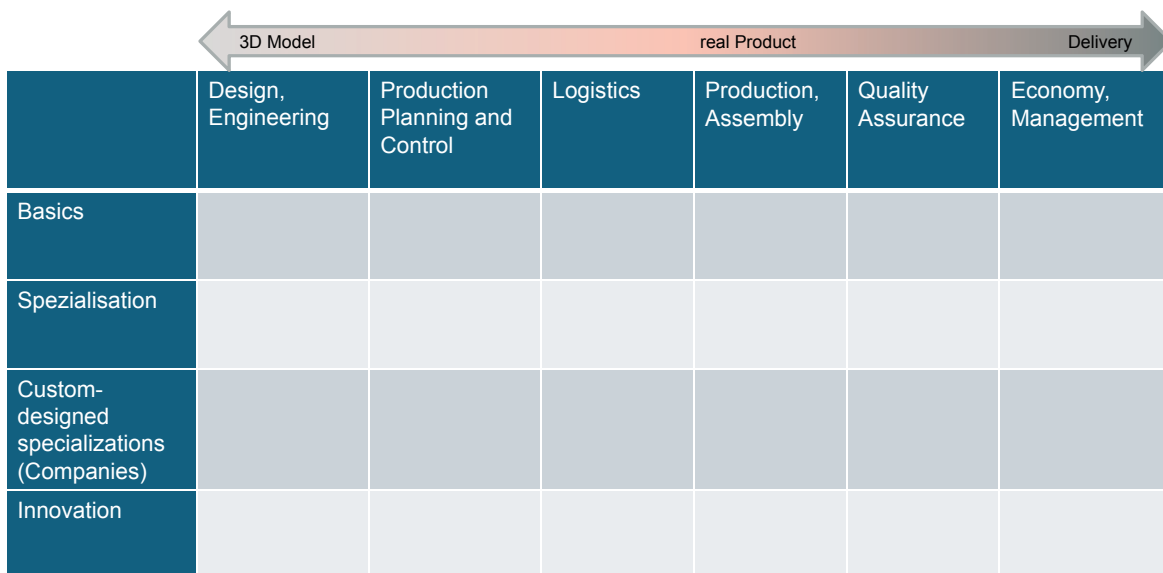 3D Model real Product Delivery
Design,
Engineering
Production
Planning and
Control
Logistics
Production,
Assembly
Quality
Assurance
Economy,
Management
Basics
Spezialisation
Custom-
designed
specializations
(Companies)
Innovation